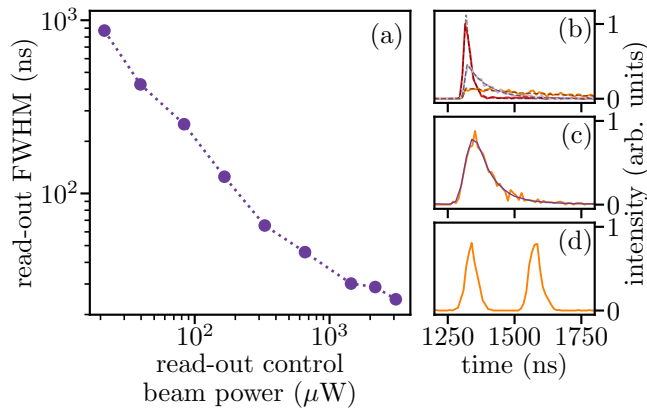 read-out FWHM (ns)
10³
10²
(a)
10²
10³
read-out control
beam power (μW)
(b)
1
0
(c)
1
0
(d)
1
0
intensity (arb. units)
1250
1500
1750
time (ns)